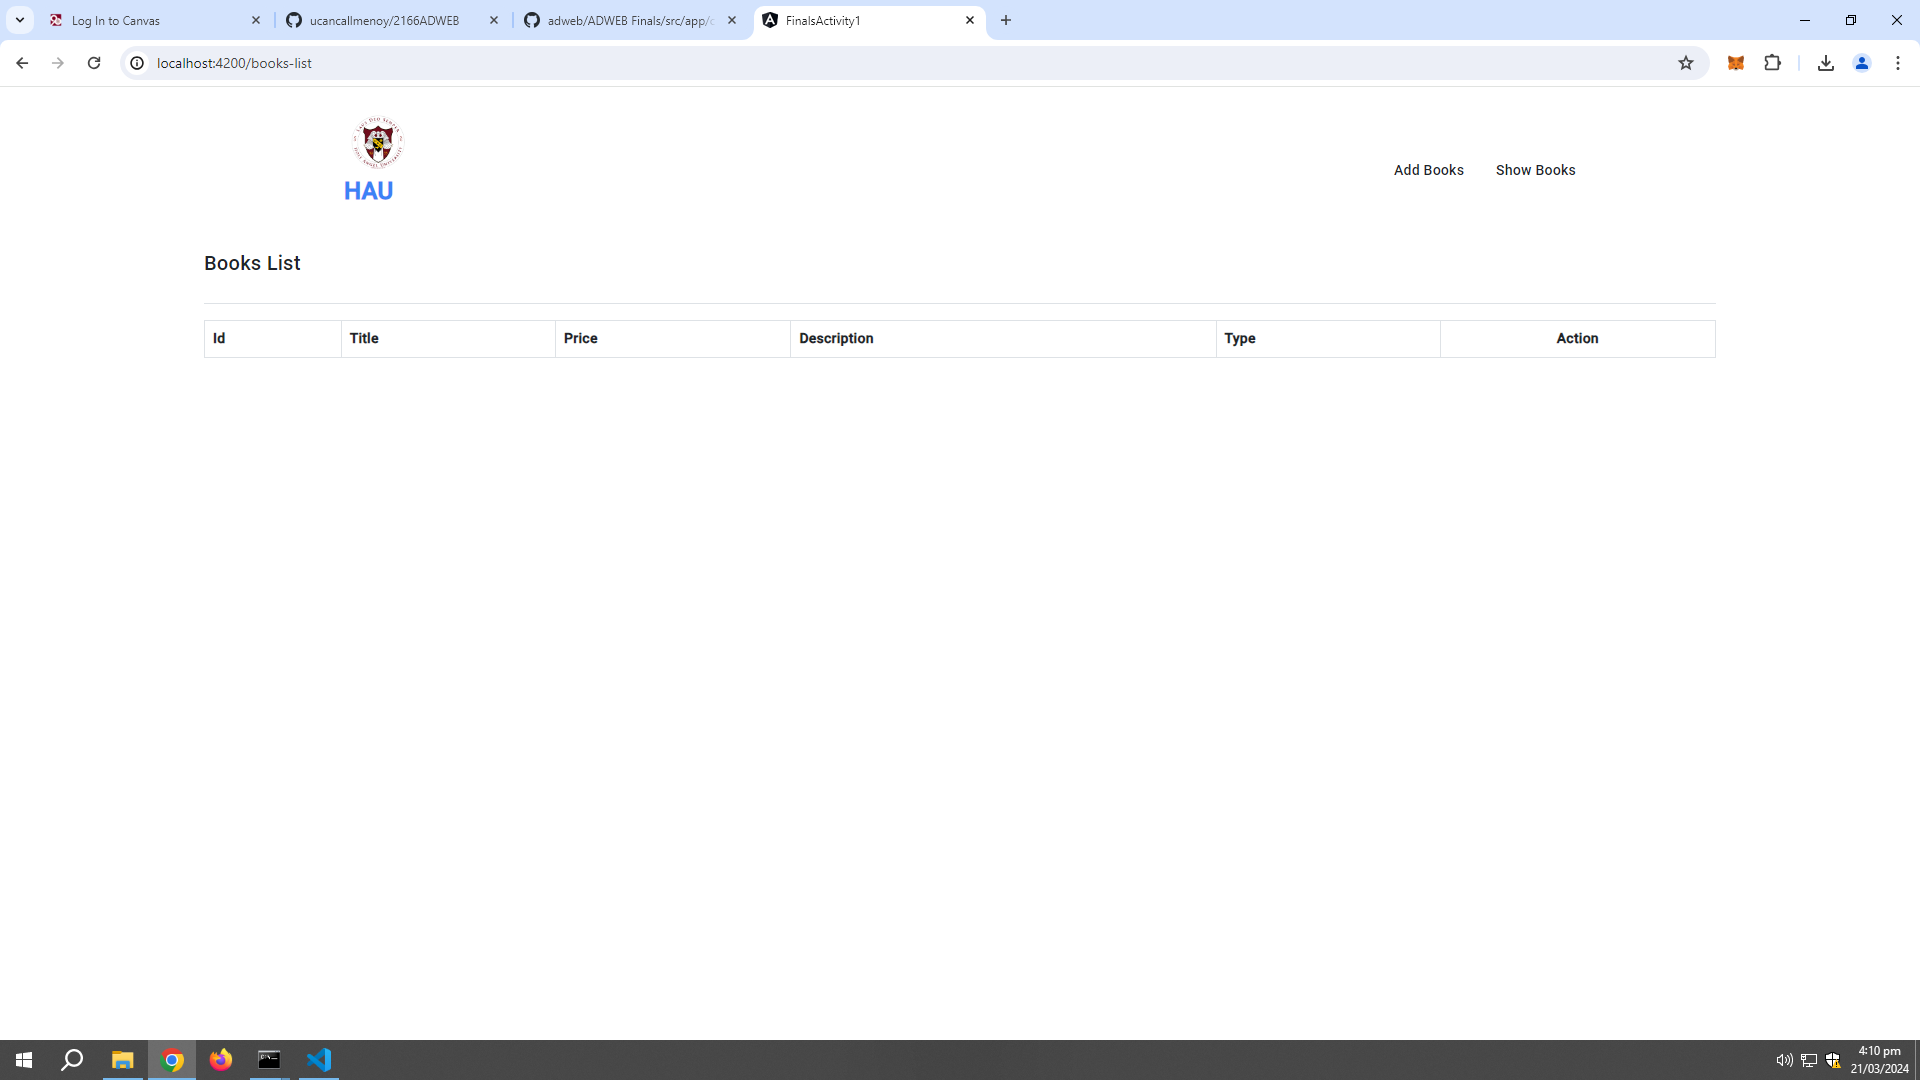 Log In to Canvas
ucancallmenoy/2166ADWEB
adweb/ADWEB Finals/src/app/c
FinalsActivity1
localhost:4200/books-list
HAU
Add Books
Show Books
Books List
Id
Title
Price
Description
Type
Action
4:10 pm
21/03/2024